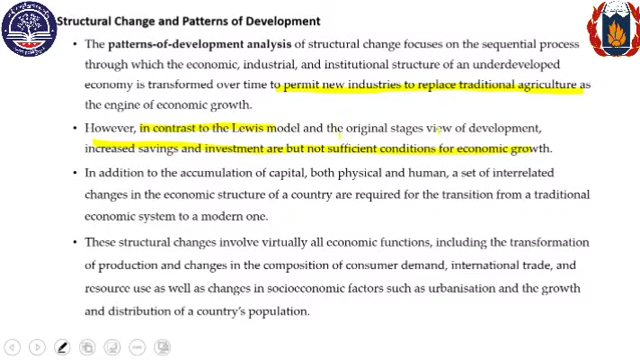 Structural Change and Patterns of Development
The patterns-of-development analysis of structural change focuses on the sequential process
through which the economic, industrial, and institutional structure of an underdeveloped
economy is transformed over time to permit new industries to replace traditional agriculture as
the engine of economic growth.
However, in contrast to the Lewis model and the original stages view of development,
increased savings and investment are but not sufficient conditions for economic growth.
In addition to the accumulation of capital, both physical and human, a set of interrelated
changes in the economic structure of a country are required for the transition from a traditional
economic system to a modern one.
These structural changes involve virtually all economic functions, including the transformation
of production and changes in the composition of consumer demand, international trade, and
resource use as well as changes in socioeconomic factors such as urbanisation and the growth
and distribution of a country's population.